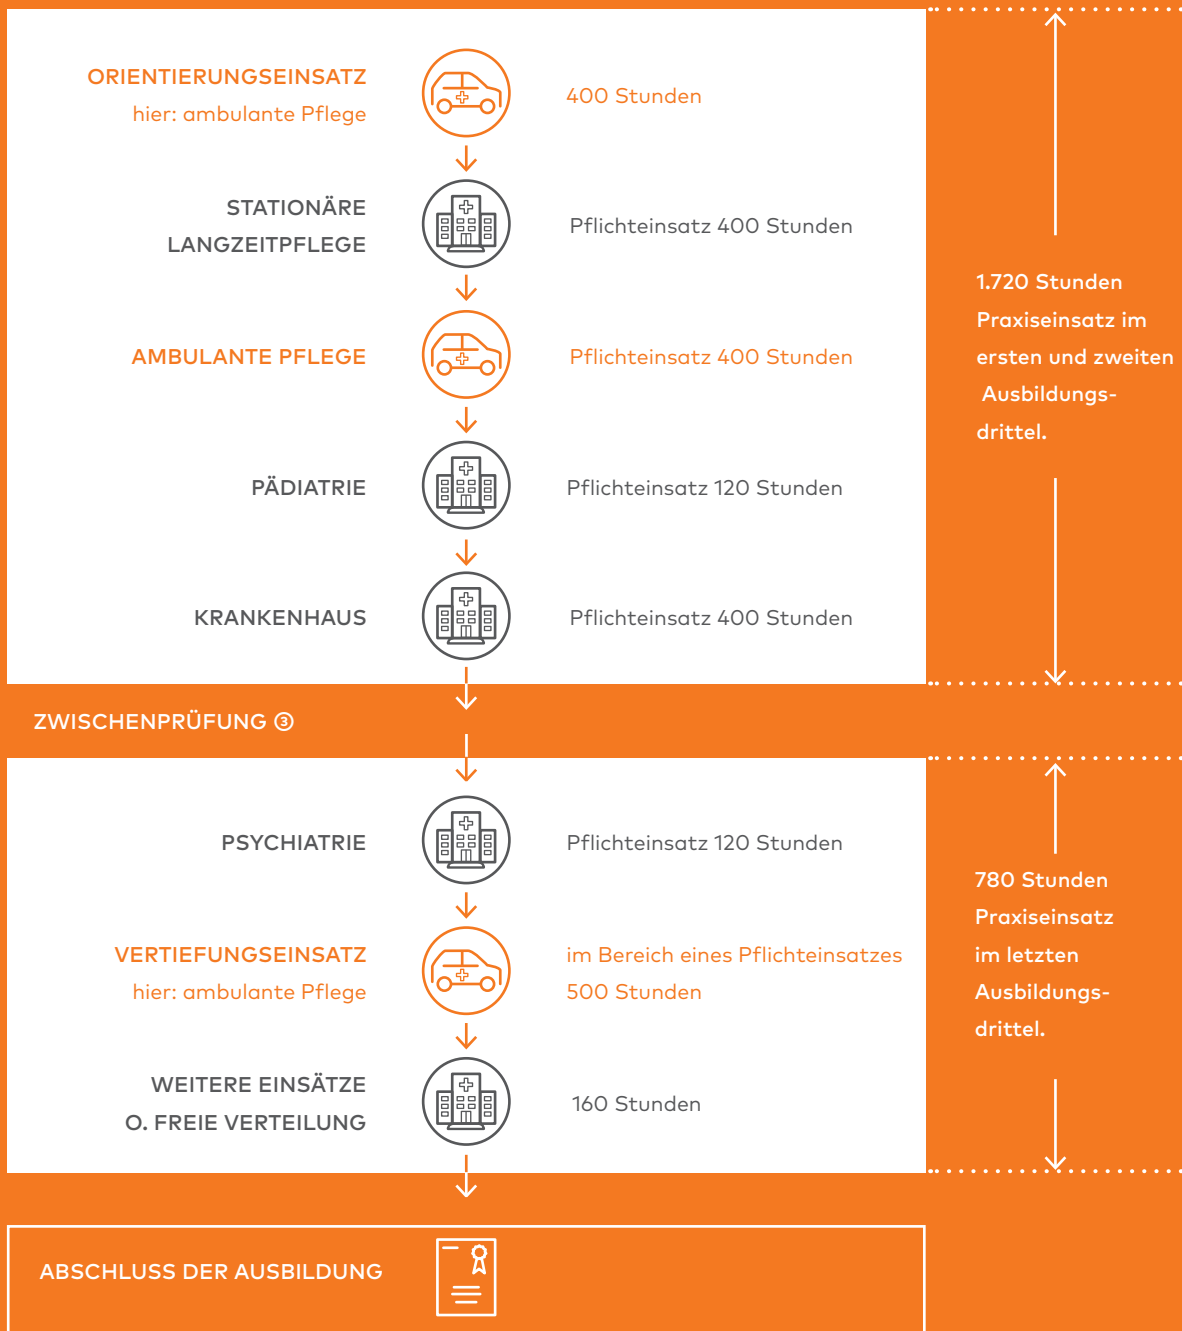 ORIENTIERUNGSEINSATZ
hier: ambulante Pflege
400 Stunden
STATIONÄRE
LANGZEITPFLEGE
Pflichteinsatz 400 Stunden
AMBULANTE PFLEGE
Pflichteinsatz 400 Stunden
PÄDIATRIE
Pflichteinsatz 120 Stunden
KRANKENHAUS
Pflichteinsatz 400 Stunden
1.720 Stunden
Praxiseinsatz im
ersten und zweiten
Ausbildungs-
drittel.
ZWISCHENPRÜFUNG ③
PSYCHIATRIE
Pflichteinsatz 120 Stunden
VERTIEFUNGSEINSATZ
hier: ambulante Pflege
im Bereich eines Pflichteinsatzes
500 Stunden
WEITERE EINSÄTZE
O. FREIE VERTEILUNG
160 Stunden
780 Stunden
Praxiseinsatz
im letzten
Ausbildungs-
drittel.
ABSCHLUSS DER AUSBILDUNG